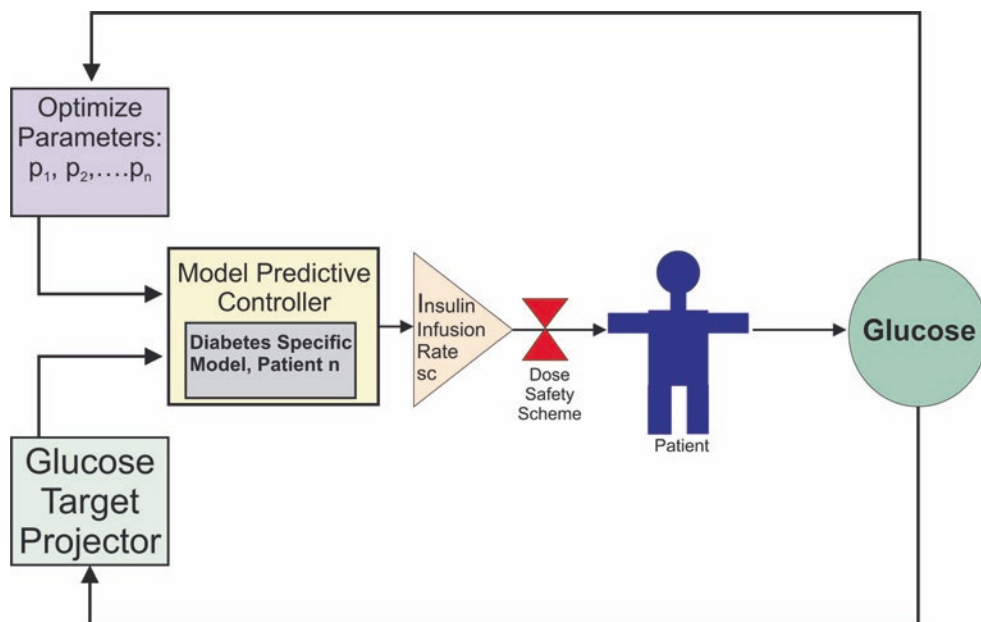 Optimize
Parameters:
p₁, p₂,....pₙ
Model Predictive
Controller
Diabetes Specific
Model, Patient n
Insulin
Infusion
Rate
sc
Dose
Safety
Scheme
Patient
Glucose
Glucose
Target
Projector